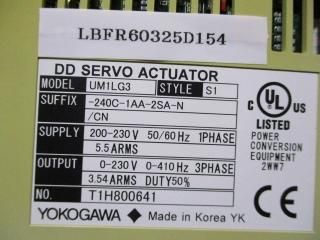 LBFR60325D154
DD SERVO ACTUATOR
MODEL UM1LG3 STYLE S1
SUFFIX -240C-1AA-2SA-N
/CN
SUPPLY 200-230V 50/60Hz 1PHASE
5.5ARMS
OUTPUT 0-230V 0-410Hz 3PHASE
3.54ARMS DUTY50%
NO. T1H800641
YOKOGAWA Made in Korea YK
C UL US
LISTED
POWER
CONVERSION
EQUIPMENT
2WW7